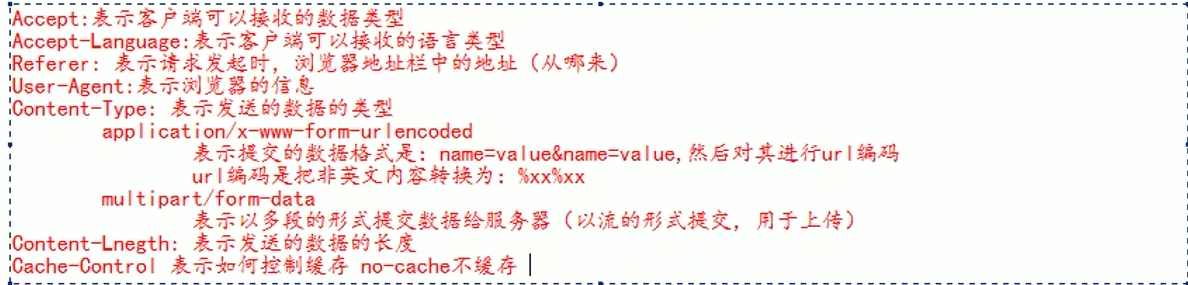 Accept:表示客户端可以接收的数据类型
Accept-Language:表示客户端可以接收的语言类型
Referer: 表示请求发起时, 浏览器地址栏中的地址（从哪来）
User-Agent:表示浏览器的信息
Content-Type: 表示发送的数据的类型
application/x-www-form-urlencoded
表示提交的数据格式是: name=value&name=value,然后对其进行url编码
url编码是把非英文内容转换为: %xx%xx
multipart/form-data
表示以多段的形式提交数据给服务器（以流的形式提交, 用于上传）
Content-Lnegth: 表示发送的数据的长度
Cache-Control 表示如何控制缓存 no-cache不缓存